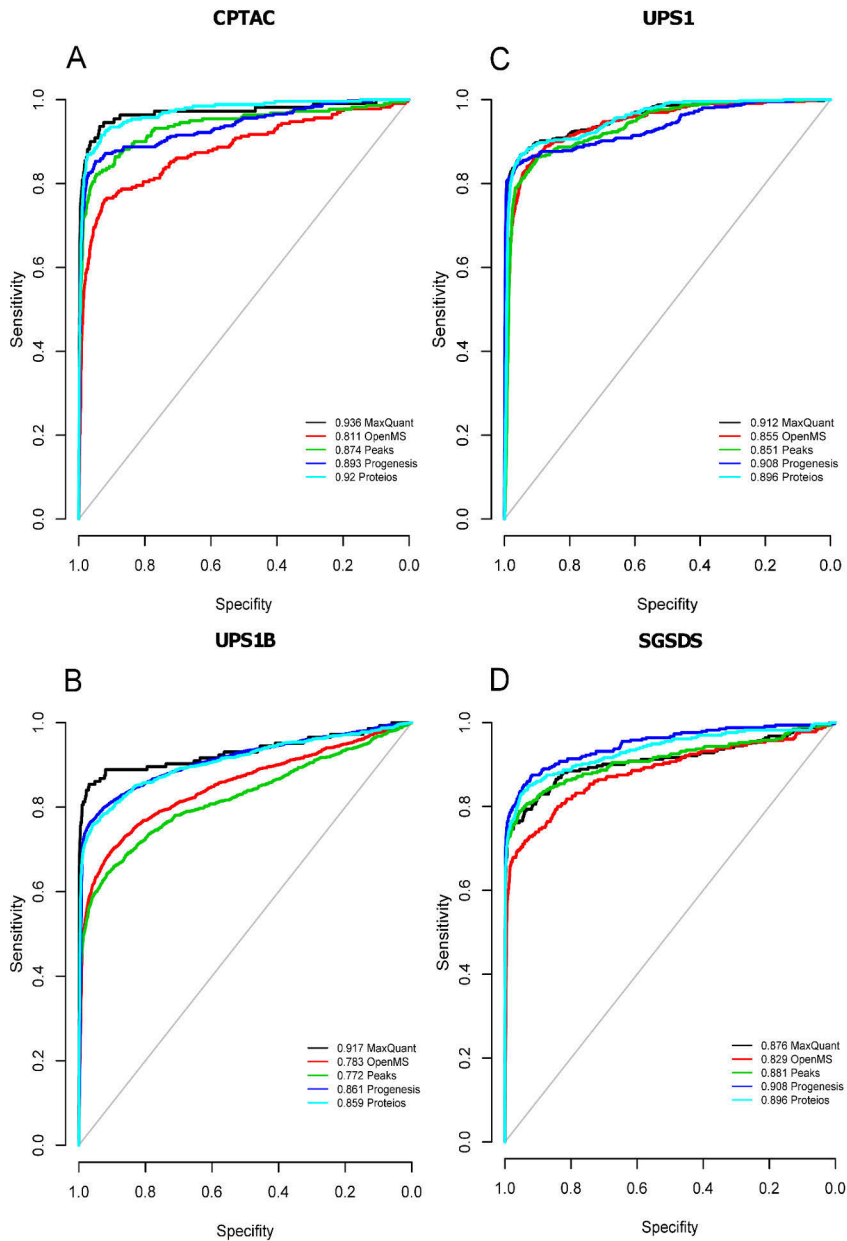 CPTAC
A
1.0
0.8
0.6
0.4
0.2
0.0
Sensitivity
0.936 MaxQuant
0.811 OpenMS
0.874 Peaks
0.893 Progenesis
0.92 Proteios
1.0 0.8 0.6 0.4 0.2 0.0
Specifity
UPS1
C
1.0
0.8
0.6
0.4
0.2
0.0
Sensitivity
0.912 MaxQuant
0.855 OpenMS
0.851 Peaks
0.908 Progenesis
0.896 Proteios
1.0 0.8 0.6 0.4 0.2 0.0
Specifity
UPS1B
B
1.0
0.8
0.6
0.4
0.2
0.0
Sensitivity
0.917 MaxQuant
0.783 OpenMS
0.772 Peaks
0.861 Progenesis
0.859 Proteios
1.0 0.8 0.6 0.4 0.2 0.0
Specifity
SGSDS
D
1.0
0.8
0.6
0.4
0.2
0.0
Sensitivity
0.876 MaxQuant
0.829 OpenMS
0.881 Peaks
0.908 Progenesis
0.896 Proteios
1.0 0.8 0.6 0.4 0.2 0.0
Specifity